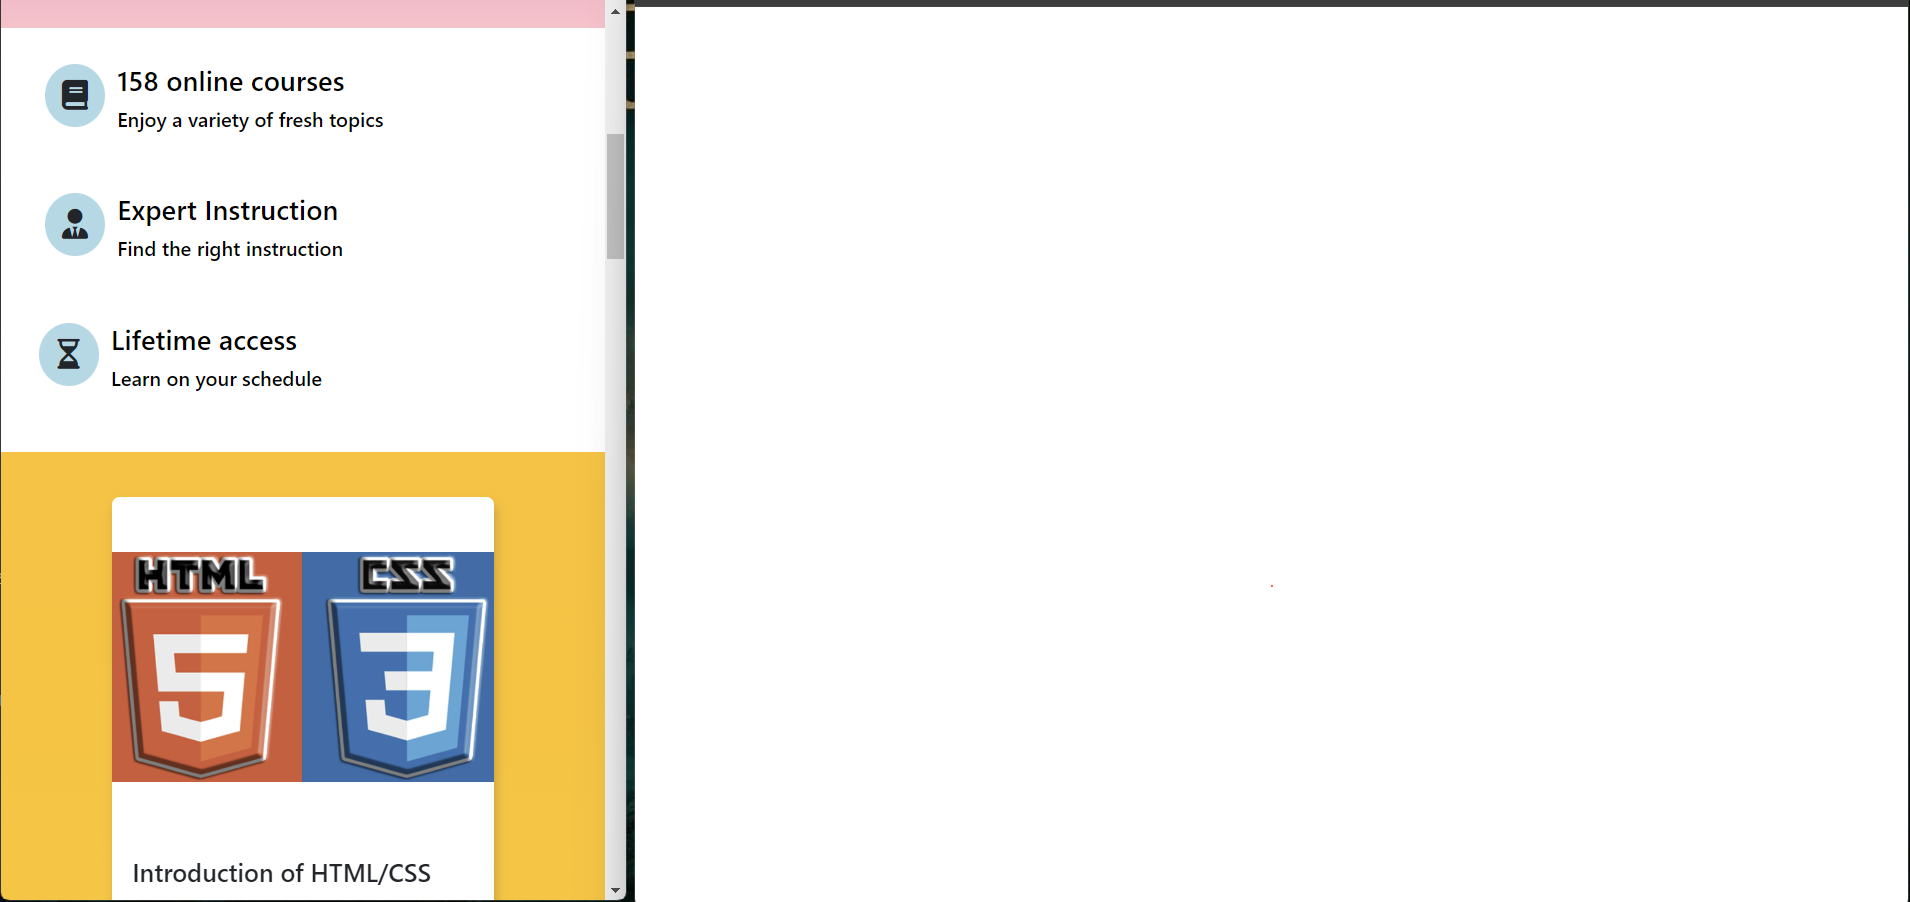 158 online courses
Enjoy a variety of fresh topics
Expert Instruction
Find the right instruction
Lifetime access
Learn on your schedule
HTML CSS
5 3
Introduction of HTML/CSS